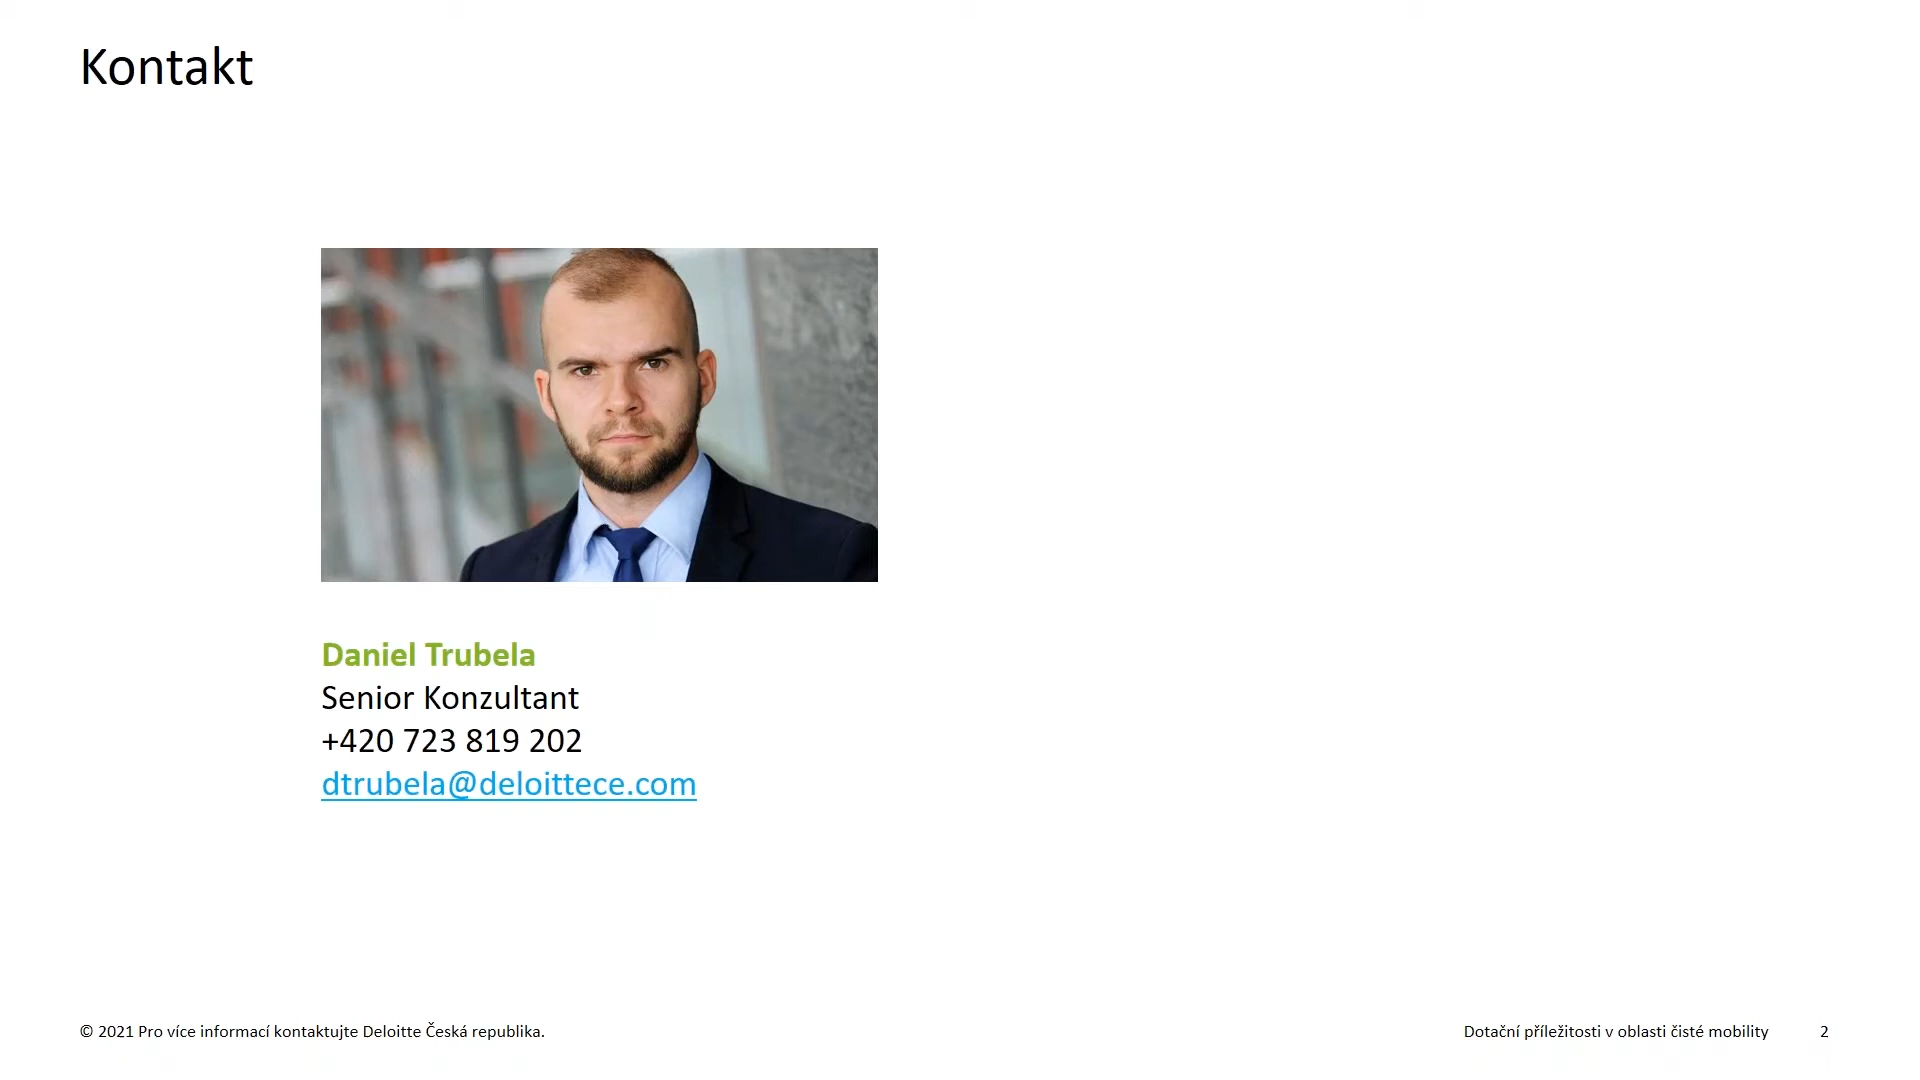 Kontakt
Daniel Trubela
Senior Konzultant
+420 723 819 202
dtrubela@deloittece.com
© 2021 Pro více informací kontaktujte Deloitte Česká republika.
Dotační příležitosti v oblasti čisté mobility
2